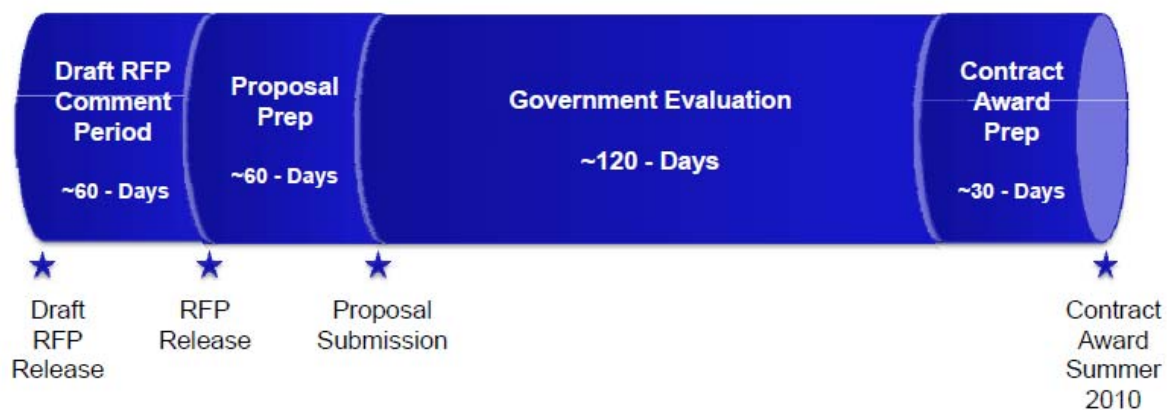 Draft RFP
Comment
Period
~60 - Days
Proposal
Prep
~60 - Days
Government Evaluation
~120 - Days
Contract
Award
Prep
~30 - Days
Draft
RFP
Release
RFP
Release
Proposal
Submission
Contract
Award
Summer
2010